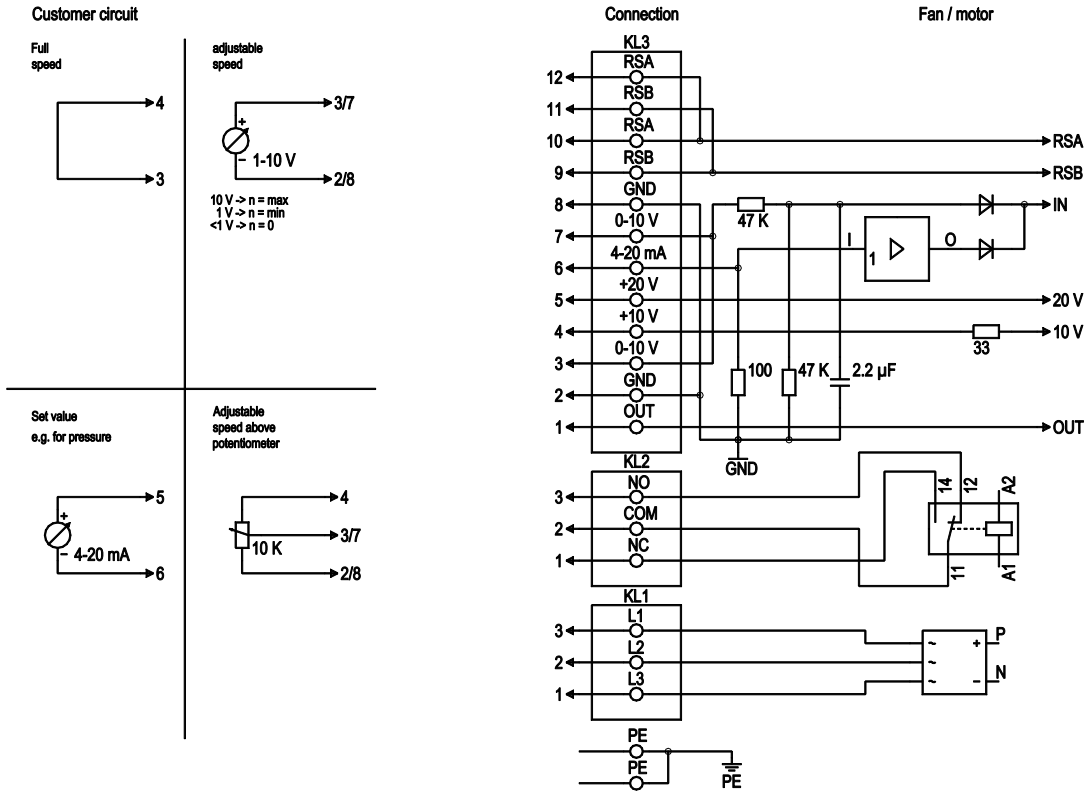 Customer circuit
Connection
Fan / motor
Full
speed
4
3
adjustable
speed
3/7
+
–
1-10 V
2/8
10 V -> n = max
1 V -> n = min
<1 V -> n = 0
Set value
e.g. for pressure
5
+
–
4-20 mA
6
Adjustable
speed above
potentiometer
4
3/7
10 K
2/8
KL3
12
RSA
11
RSB
10
RSA
RSA
9
RSB
RSB
8
GND
IN
7
0-10 V
47 K
6
4-20 mA
I
1
O
5
+20 V
20 V
4
+10 V
33
10 V
3
0-10 V
100
47 K
2.2 µF
2
GND
1
OUT
OUT
GND
KL2
3
NO
2
COM
1
NC
14
12
A2
11
A1
KL1
3
L1
2
L2
1
L3
~
~
~
+
–
P
N
PE
PE
PE